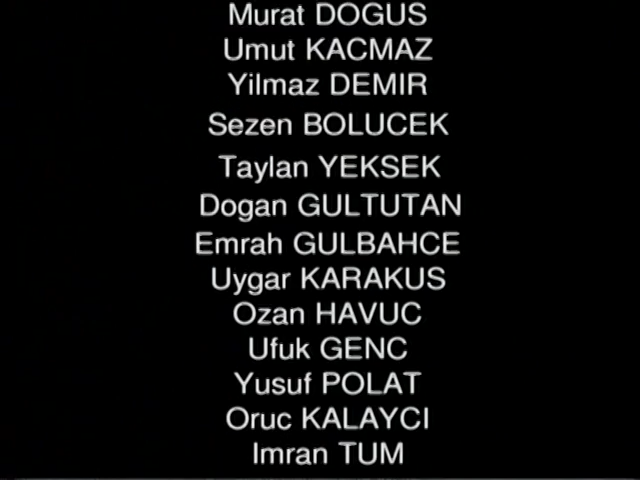 Murat DOGUS
Umut KACMAZ
Yilmaz DEMIR
Sezen BOLUCEK
Taylan YEKSEK
Dogan GULTUTAN
Emrah GULBAHCE
Uygar KARAKUS
Ozan HAVUC
Ufuk GENC
Yusuf POLAT
Oruc KALAYCI
Imran TUM